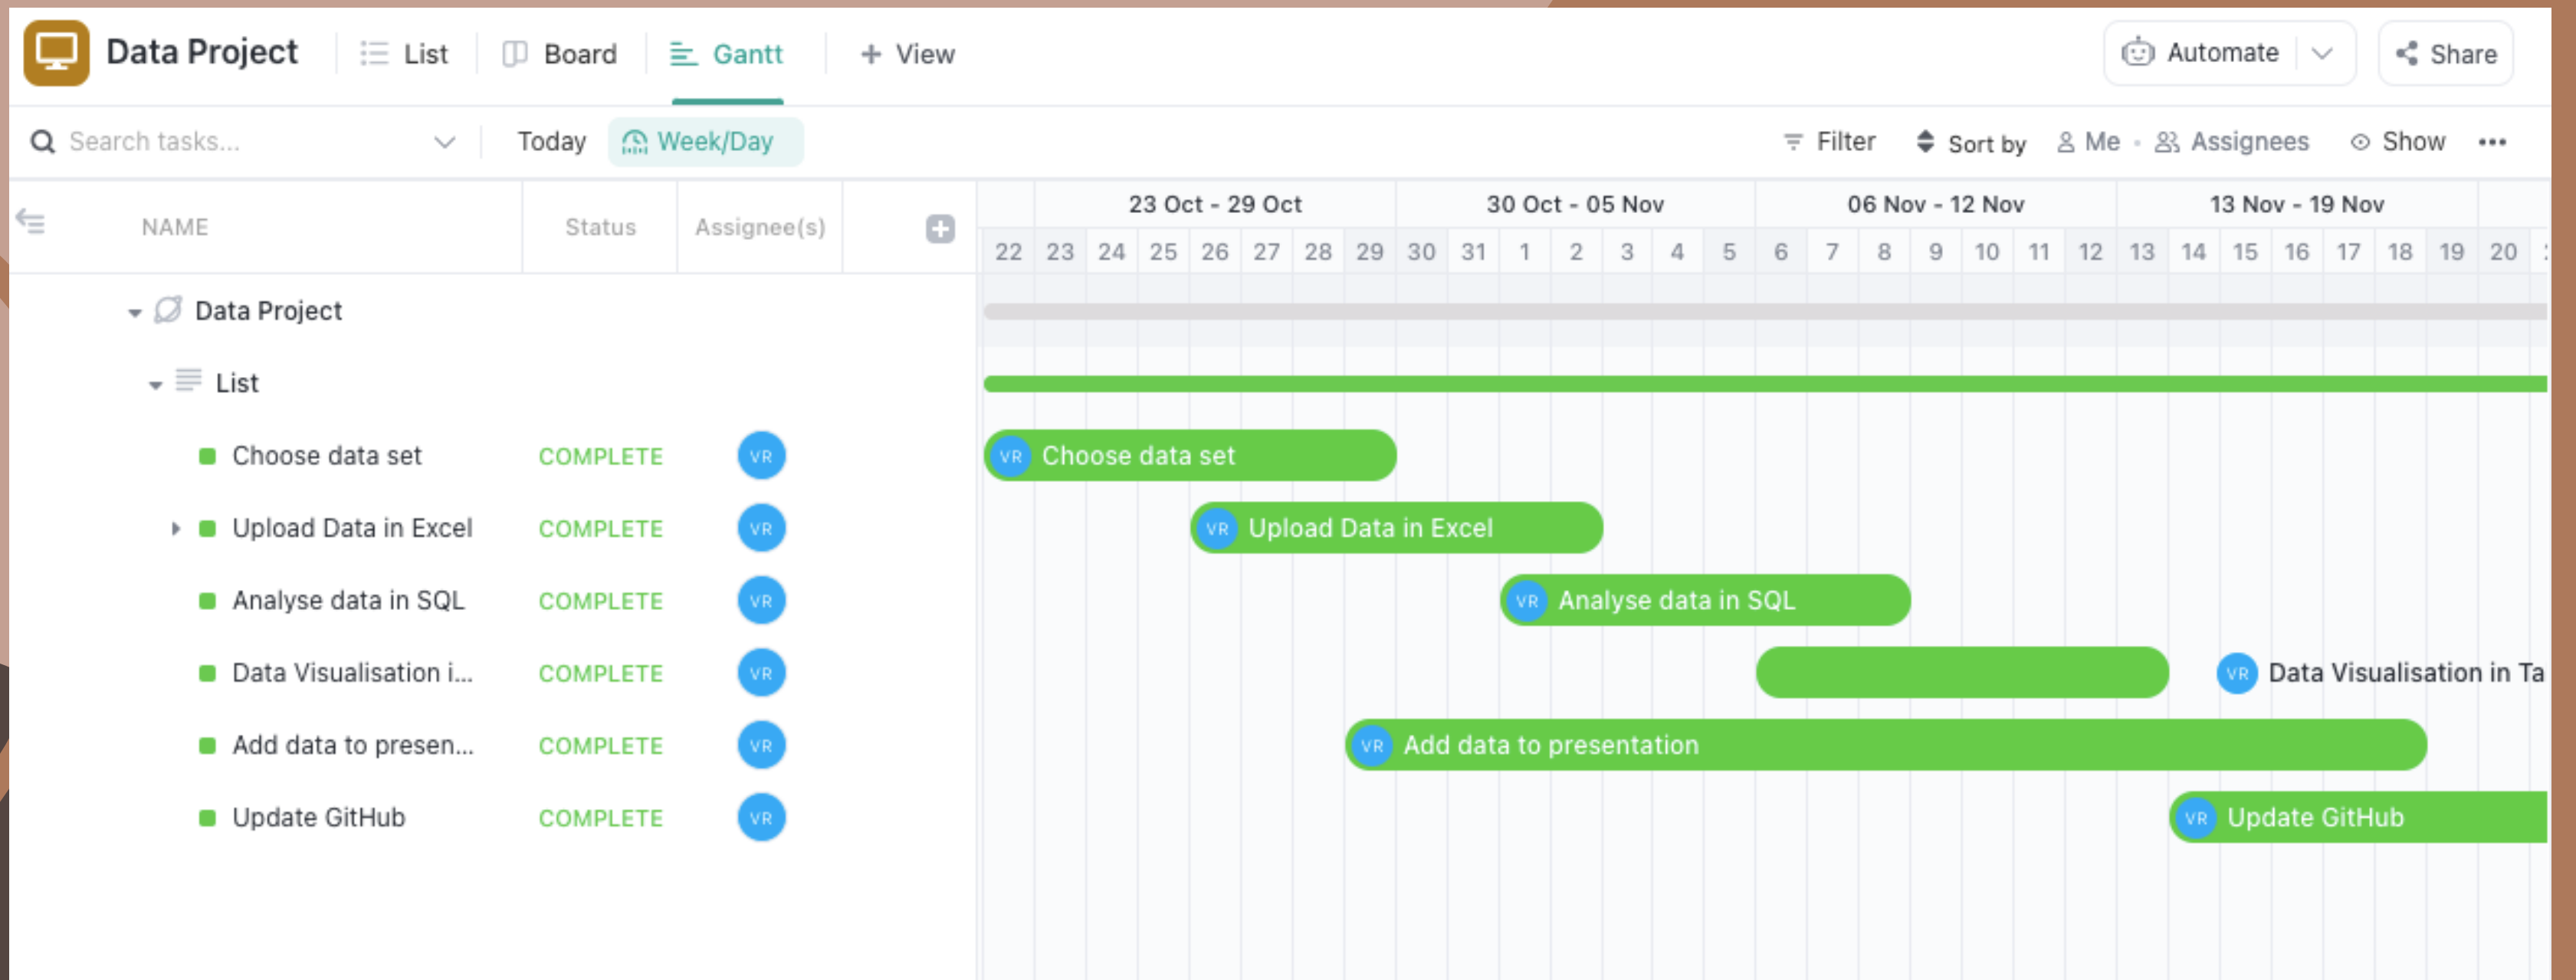 Data Project List Board Gantt + View Automate Share
Search tasks... Today Week/Day Filter Sort by Me Assignees Show ...
NAME Status Assignee(s) 23 Oct - 29 Oct 30 Oct - 05 Nov 06 Nov - 12 Nov 13 Nov - 19 Nov
22 23 24 25 26 27 28 29 30 31 1 2 3 4 5 6 7 8 9 10 11 12 13 14 15 16 17 18 19 20
Data Project
List
Choose data set COMPLETE VR VR Choose data set
Upload Data in Excel COMPLETE VR VR Upload Data in Excel
Analyse data in SQL COMPLETE VR VR Analyse data in SQL
Data Visualisation i... COMPLETE VR VR Data Visualisation in Ta
Add data to presen... COMPLETE VR VR Add data to presentation
Update GitHub COMPLETE VR VR Update GitHub